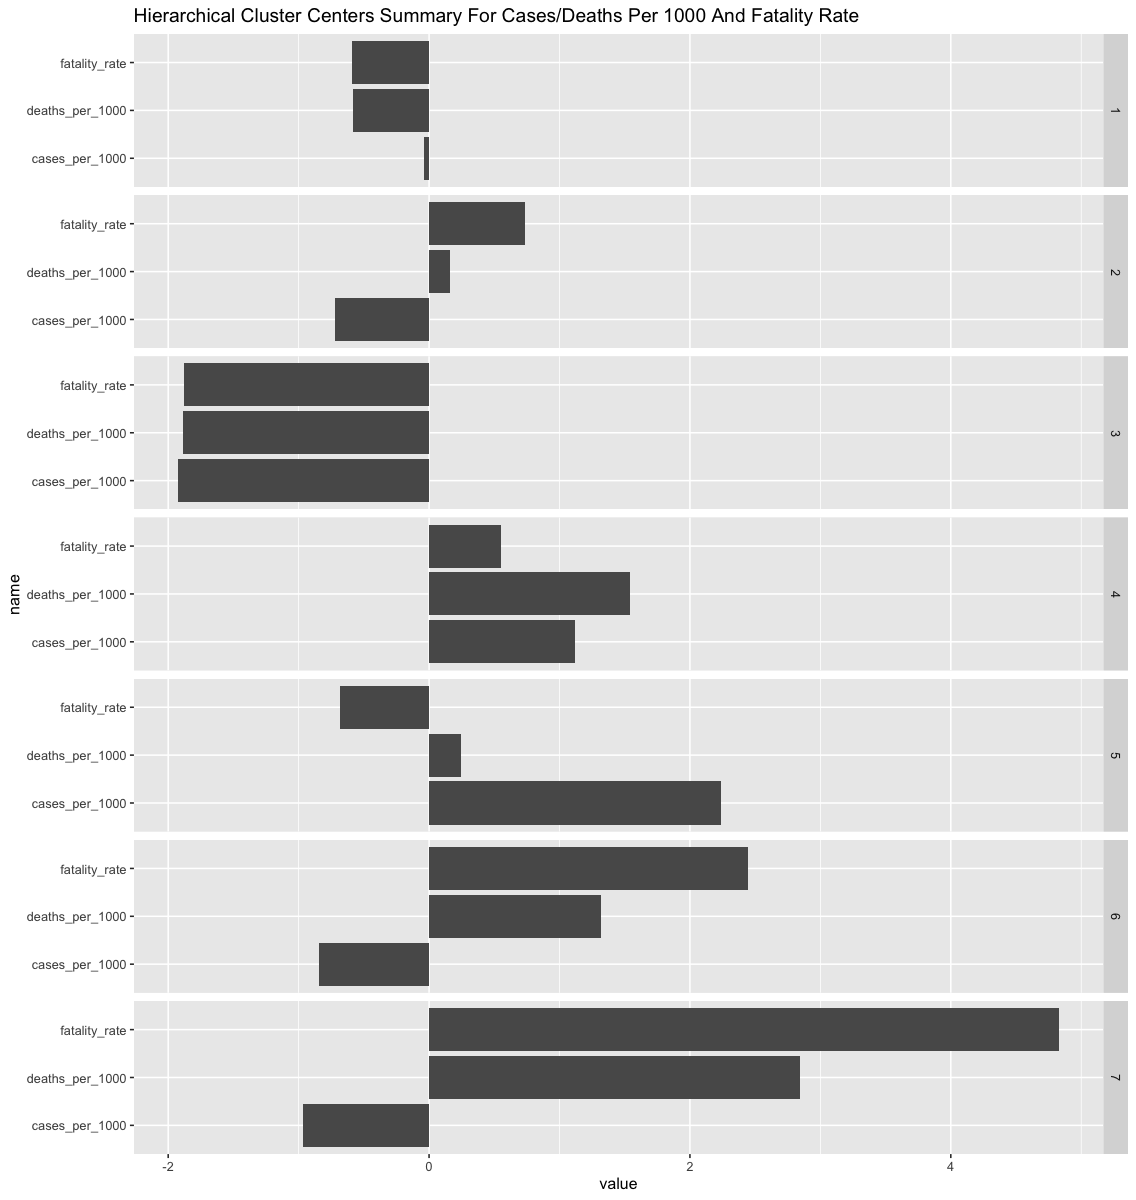 Hierarchical Cluster Centers Summary For Cases/Deaths Per 1000 And Fatality Rate
fatality_rate
deaths_per_1000
cases_per_1000
1
fatality_rate
deaths_per_1000
cases_per_1000
2
fatality_rate
deaths_per_1000
cases_per_1000
3
fatality_rate
deaths_per_1000
cases_per_1000
4
name
fatality_rate
deaths_per_1000
cases_per_1000
5
fatality_rate
deaths_per_1000
cases_per_1000
6
fatality_rate
deaths_per_1000
cases_per_1000
7
-2 0 2 4
value